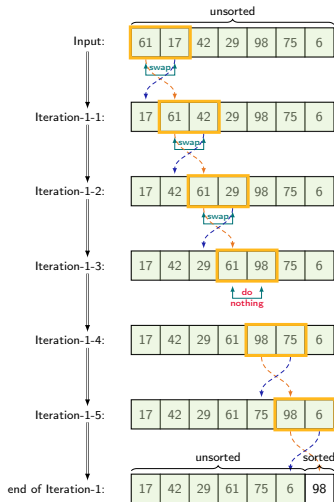 unsorted
Input: 61 17 42 29 98 75 6
swap
Iteration-1-1: 17 61 42 29 98 75 6
swap
Iteration-1-2: 17 42 61 29 98 75 6
swap
Iteration-1-3: 17 42 29 61 98 75 6
do
nothing
Iteration-1-4: 17 42 29 61 98 75 6
Iteration-1-5: 17 42 29 61 75 98 6
unsorted sorted
end of Iteration-1: 17 42 29 61 75 6 98